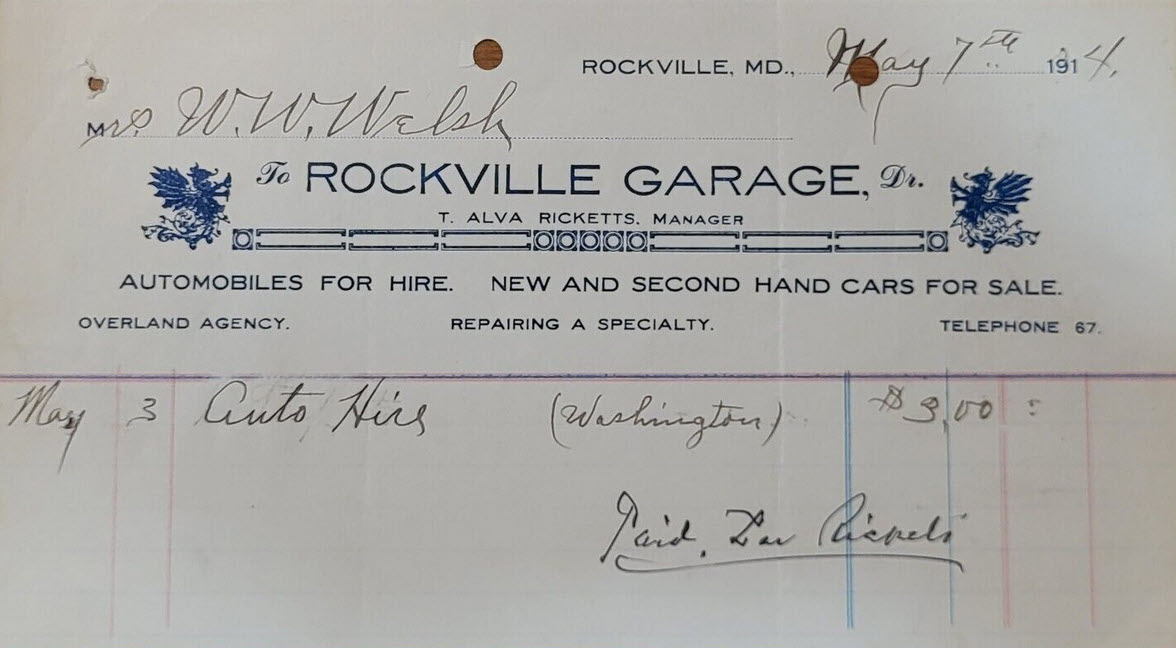 ROCKVILLE, MD., May 7th 1914.
Mrs W. W. Welsh
To ROCKVILLE GARAGE, Dr.
T. ALVA RICKETTS. MANAGER
AUTOMOBILES FOR HIRE. NEW AND SECOND HAND CARS FOR SALE.
OVERLAND AGENCY. REPAIRING A SPECIALTY. TELEPHONE 67.
May 3 Auto Hire (Washington) $3,00
Paid.